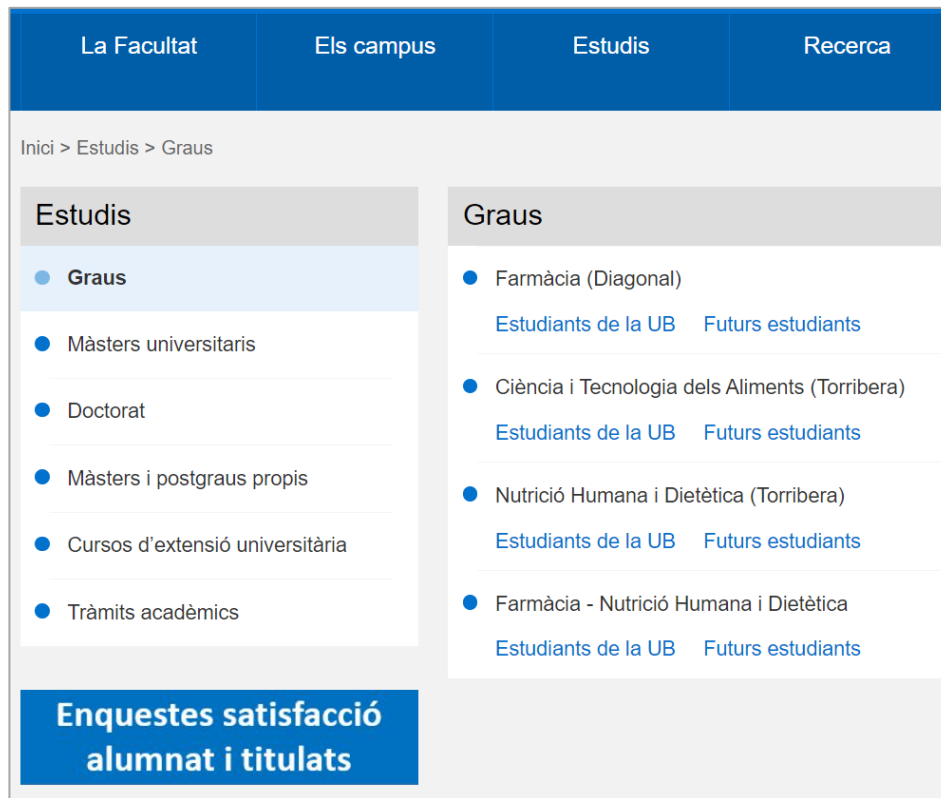 La Facultat
Els campus
Estudis
Recerca
Inici > Estudis > Graus
Estudis
Graus
Màsters universitaris
Doctorat
Màsters i postgraus propis
Cursos d’extensió universitària
Tràmits acadèmics
Enquestes satisfacció
alumnat i titulats
Graus
Farmàcia (Diagonal)
Estudiants de la UB Futurs estudiants
Ciència i Tecnologia dels Aliments (Torribera)
Estudiants de la UB Futurs estudiants
Nutrició Humana i Dietètica (Torribera)
Estudiants de la UB Futurs estudiants
Farmàcia - Nutrició Humana i Dietètica
Estudiants de la UB Futurs estudiants